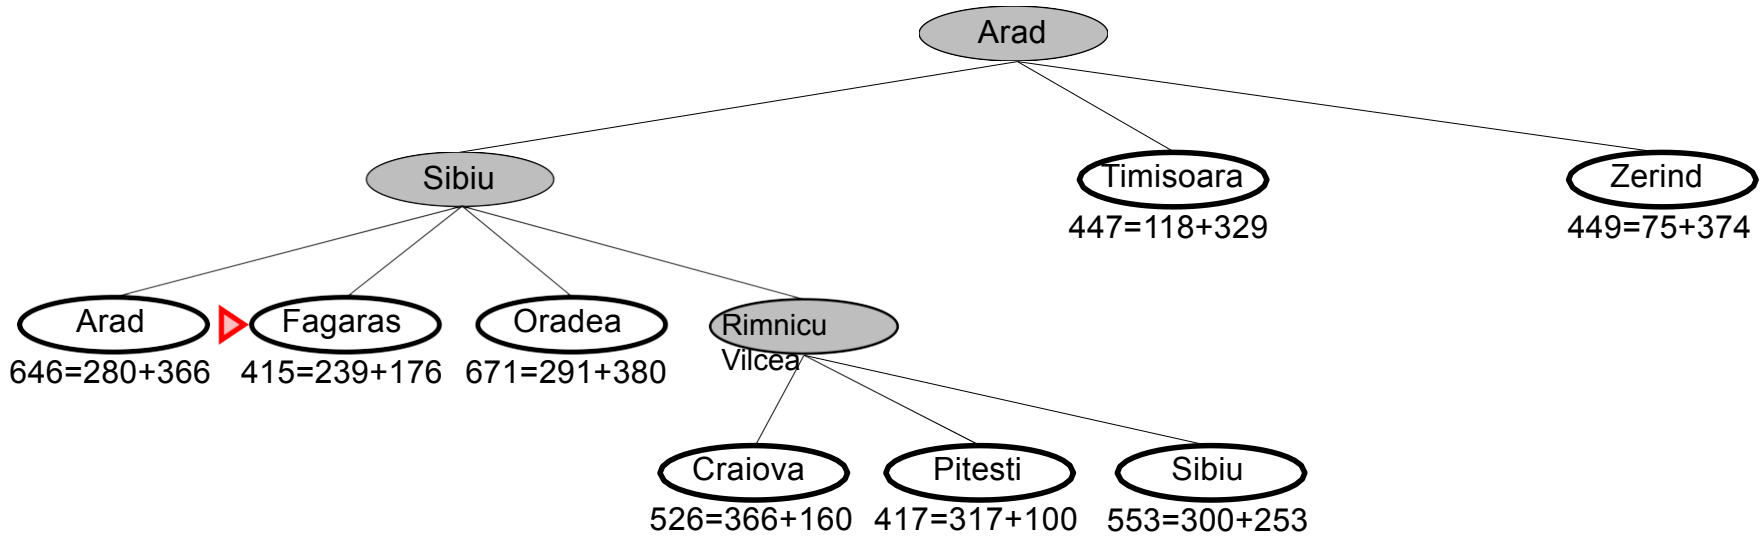 Arad
Sibiu
Timisoara
Zerind
447=118+329
449=75+374
Arad
Fagaras
Oradea
Rimnicu
Vilcea
646=280+366
415=239+176
671=291+380
Craiova
Pitesti
Sibiu
526=366+160
417=317+100
553=300+253